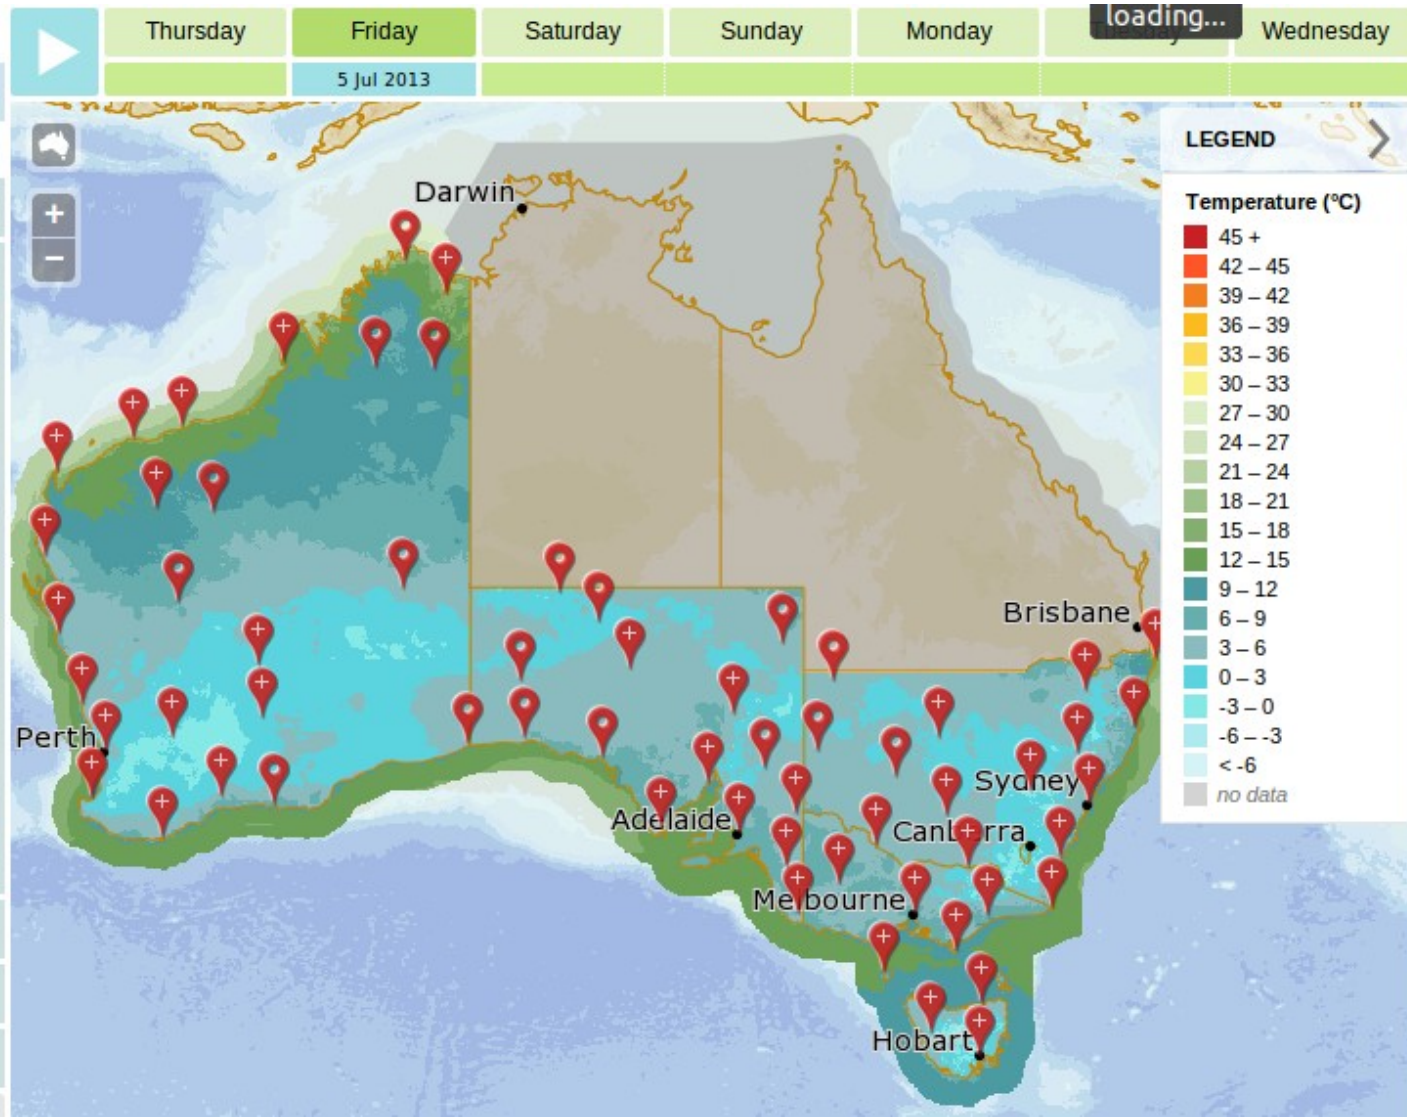 Thursday
Friday
Saturday
Sunday
Monday
Tuesday
loading...
Wednesday
5 Jul 2013
+
−
LEGEND
Temperature (°C)
45 +
42 – 45
39 – 42
36 – 39
33 – 36
30 – 33
27 – 30
24 – 27
21 – 24
18 – 21
15 – 18
12 – 15
9 – 12
6 – 9
3 – 6
0 – 3
-3 – 0
-6 – -3
< -6
no data
Darwin
Brisbane
Perth
Sydney
Adelaide
Canberra
Melbourne
Hobart